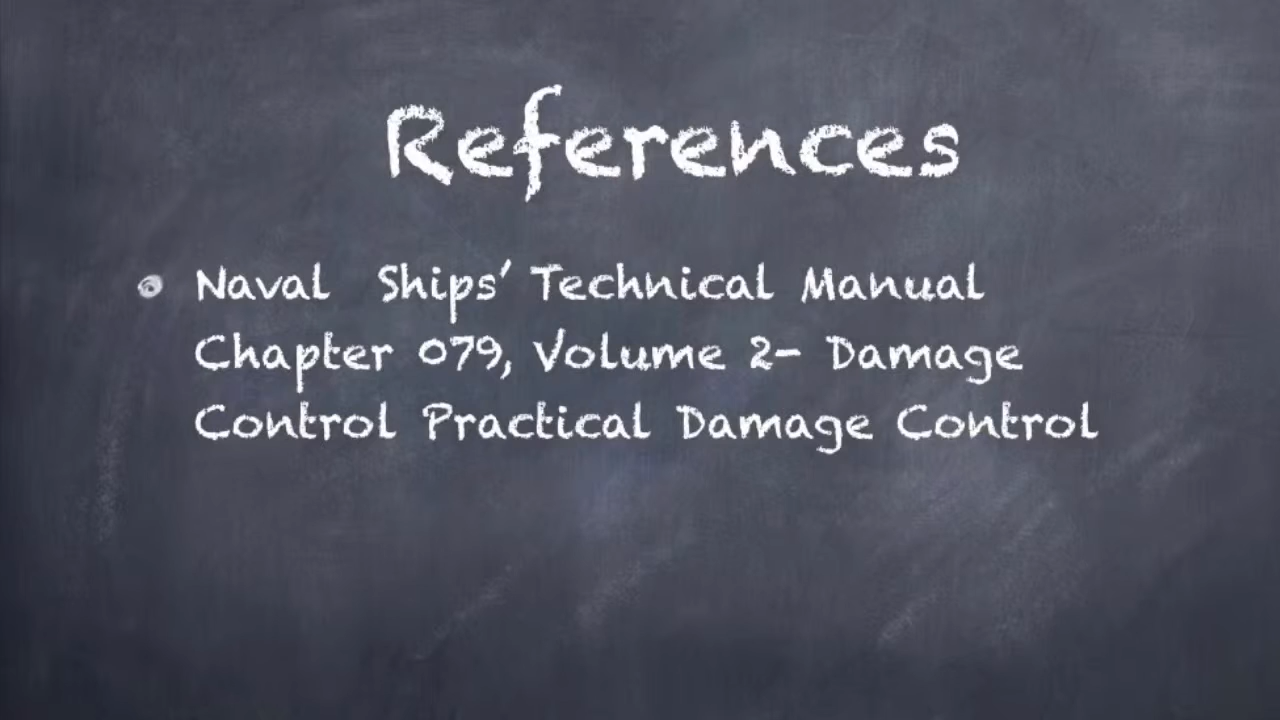 References
Naval Ships’ Technical Manual
Chapter 079, Volume 2- Damage
Control Practical Damage Control